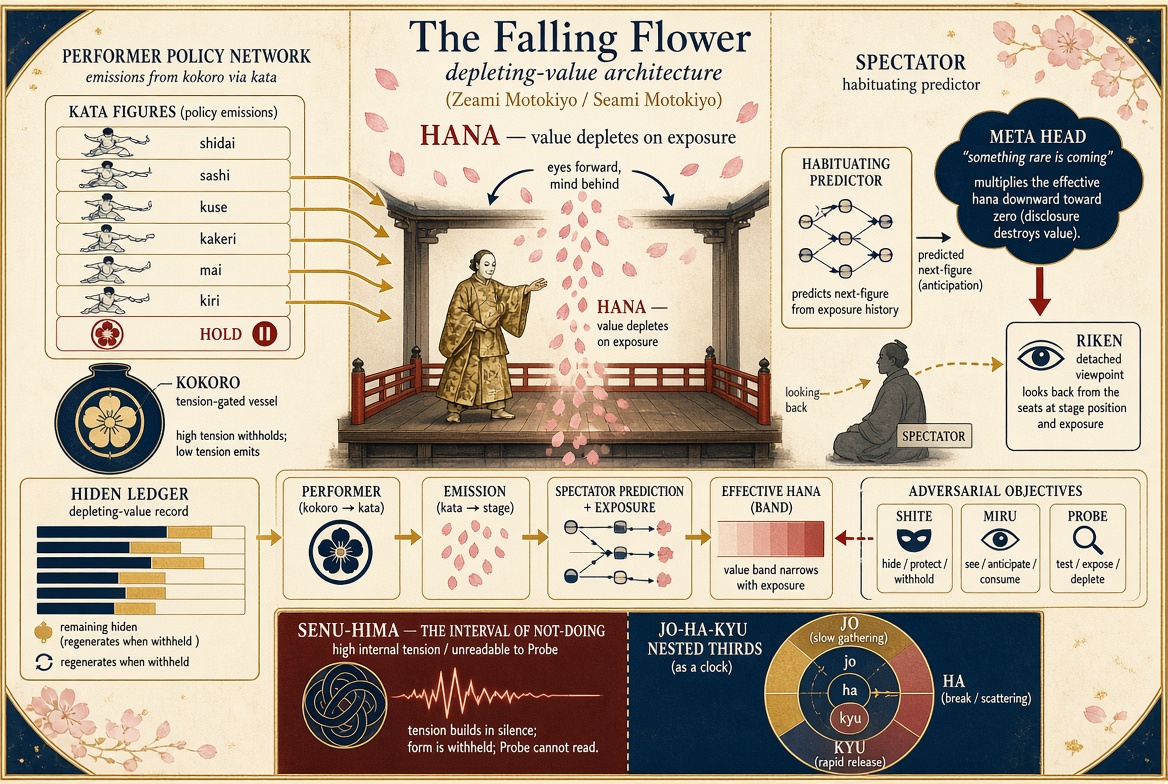 The Falling Flower
depleting-value architecture
(Zeami Motokiyo / Seami Motokiyo)
HANA — value depletes on exposure
eyes forward,
mind behind
HANA —
value depletes
on exposure
PERFORMER POLICY NETWORK
emissions from kokoro via kata
KATA FIGURES (policy emissions)
shidai
sashi
kuse
kakeri
mai
kiri
HOLD
KOKORO
tension-gated vessel
high tension withholds;
low tension emits
SPECTATOR
habituating predictor
HABITUATING
PREDICTOR
predicts next-figure
from exposure history
predicted
next-figure
(anticipation)
META HEAD
"something rare is coming"
multiplies the effective
hana downward toward
zero (disclosure
destroys value).
RIKEN
detached
viewpoint
looks back from the
seats at stage position
and exposure
looking
back
SPECTATOR
HIDEN LEDGER
depleting-value record
remaining hiden
(regenerates when withheld )
regenerates when withheld
PERFORMER
(kokoro → kata)
EMISSION
(kata → stage)
SPECTATOR PREDICTION
+ EXPOSURE
EFFECTIVE HANA
(BAND)
value band narrows
with exposure
ADVERSARIAL OBJECTIVES
SHITE
hide / protect /
withhold
MIRU
see / anticipate /
consume
PROBE
test / expose /
deplete
SENU-HIMA — THE INTERVAL OF NOT-DOING
high internal tension / unreadable to Probe
tension builds in silence;
form is withheld; Probe cannot read.
JO-HA-KYU
NESTED THIRDS
(as a clock)
JO
(slow gathering)
jo
ha
kyu
HA
(break / scattering)
KYU
(rapid release)